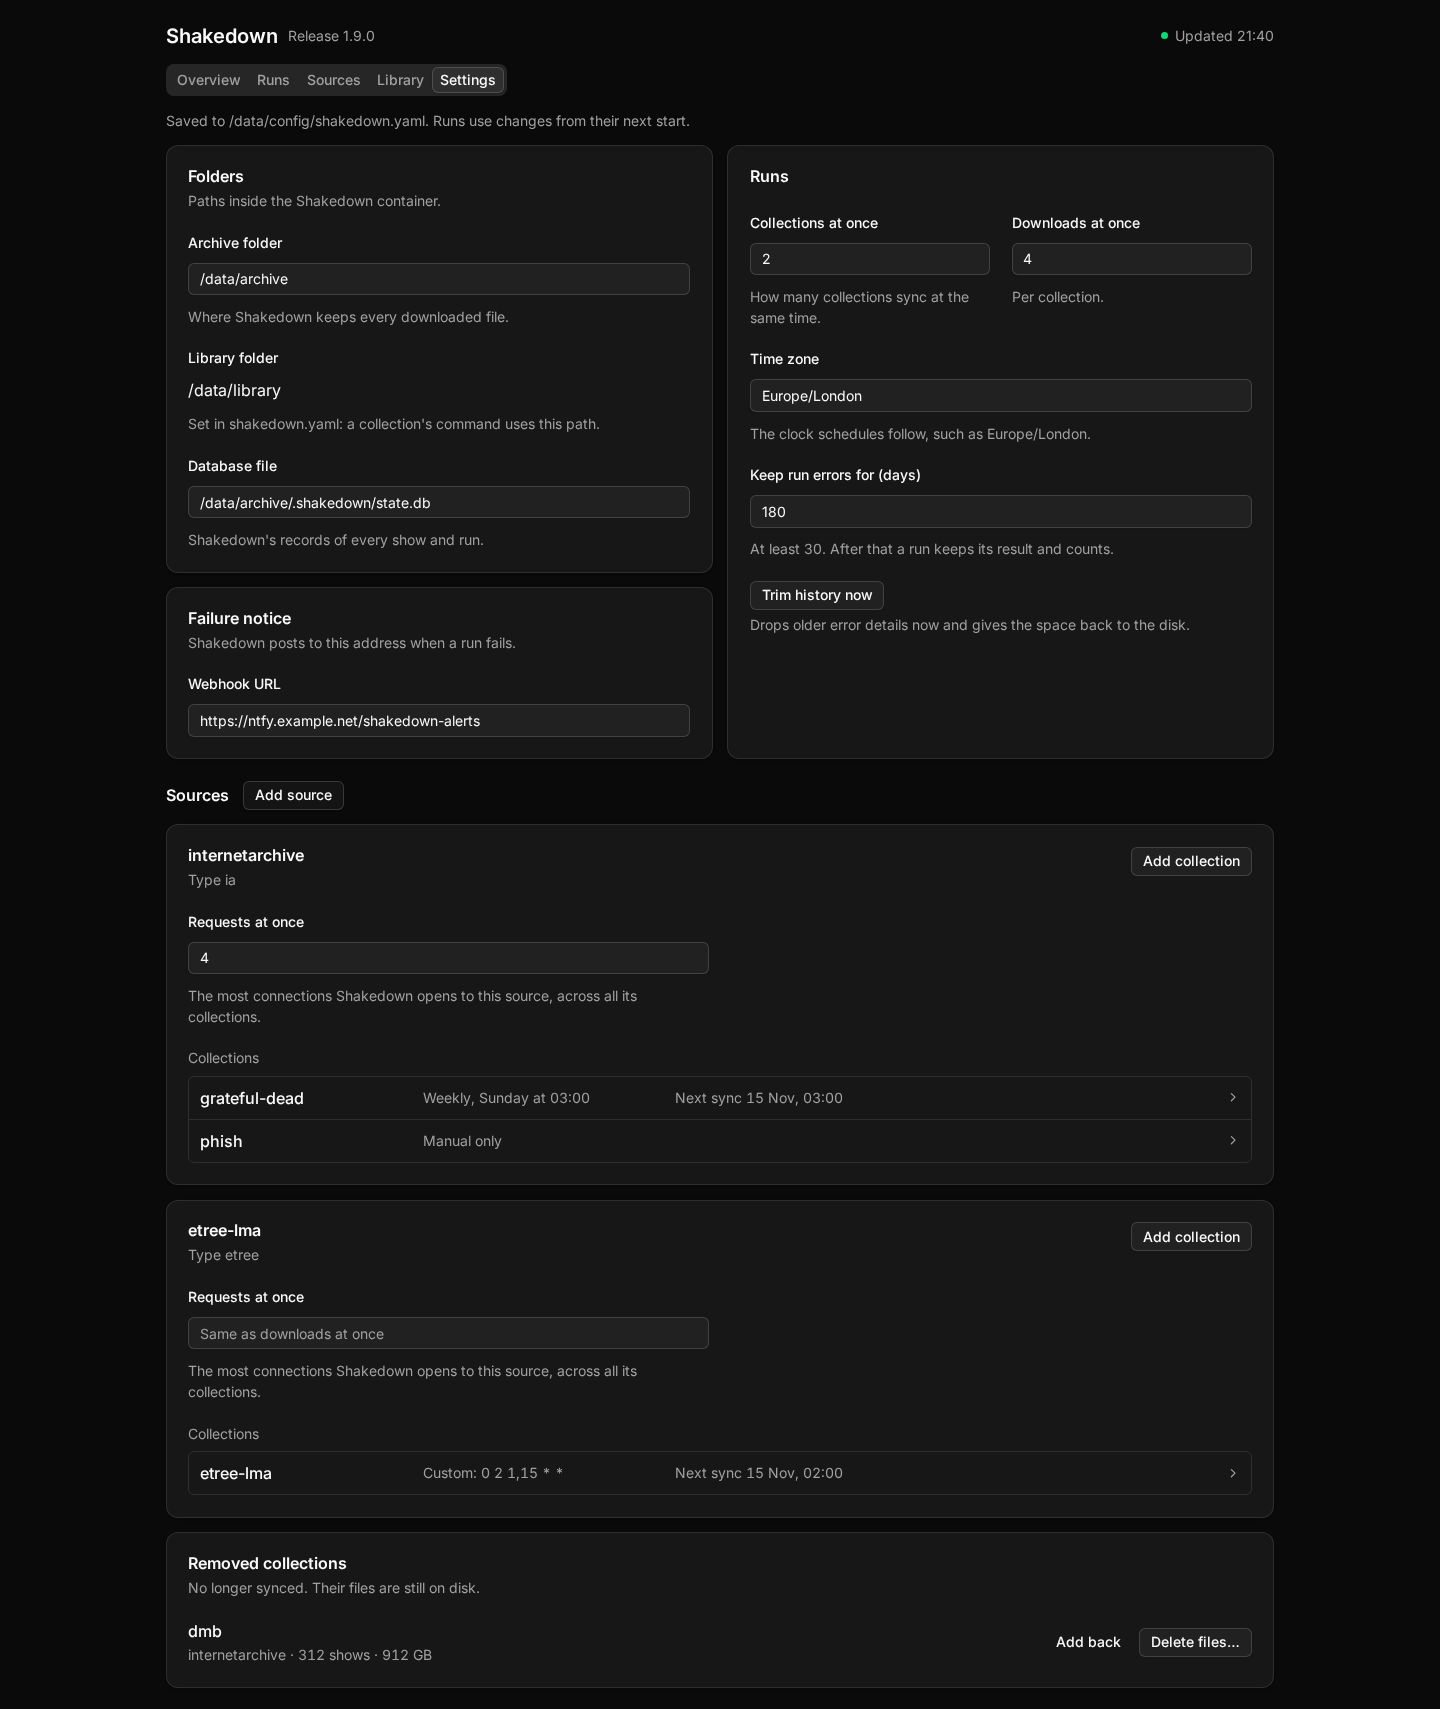 Shakedown Release 1.9.0
Updated 21:40
Overview Runs Sources Library Settings
Saved to /data/config/shakedown.yaml. Runs use changes from their next start.
Folders
Paths inside the Shakedown container.
Archive folder
/data/archive
Where Shakedown keeps every downloaded file.
Library folder
/data/library
Set in shakedown.yaml: a collection's command uses this path.
Database file
/data/archive/.shakedown/state.db
Shakedown's records of every show and run.
Failure notice
Shakedown posts to this address when a run fails.
Webhook URL
https://ntfy.example.net/shakedown-alerts
Runs
Collections at once
2
How many collections sync at the
same time.
Downloads at once
4
Per collection.
Time zone
Europe/London
The clock schedules follow, such as Europe/London.
Keep run errors for (days)
180
At least 30. After that a run keeps its result and counts.
Trim history now
Drops older error details now and gives the space back to the disk.
Sources Add source
internetarchive
Type ia
Add collection
Requests at once
4
The most connections Shakedown opens to this source, across all its
collections.
Collections
grateful-dead Weekly, Sunday at 03:00 Next sync 15 Nov, 03:00
phish Manual only
etree-lma
Type etree
Add collection
Requests at once
Same as downloads at once
The most connections Shakedown opens to this source, across all its
collections.
Collections
etree-lma Custom: 0 2 1,15 * * Next sync 15 Nov, 02:00
Removed collections
No longer synced. Their files are still on disk.
dmb
internetarchive · 312 shows · 912 GB
Add back Delete files...